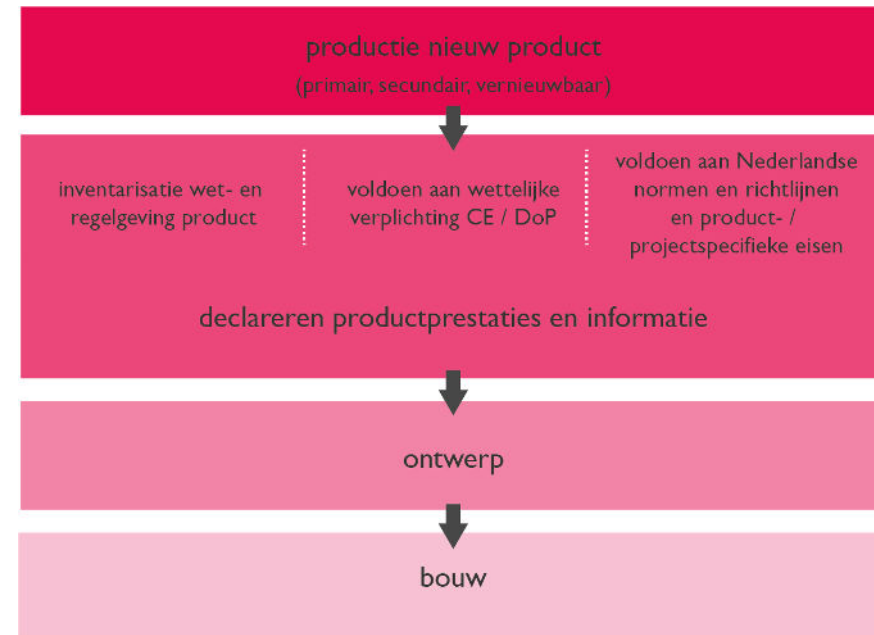 productie nieuw product
(primair, secundair, vernieuwbaar)
inventarisatie wet- en
regelgeving product
voldoen aan wettelijke
verplichting CE / DoP
voldoen aan Nederlandse
normen en richtlijnen
en product- /
projectspecifieke eisen
declareren productprestaties en informatie
ontwerp
bouw